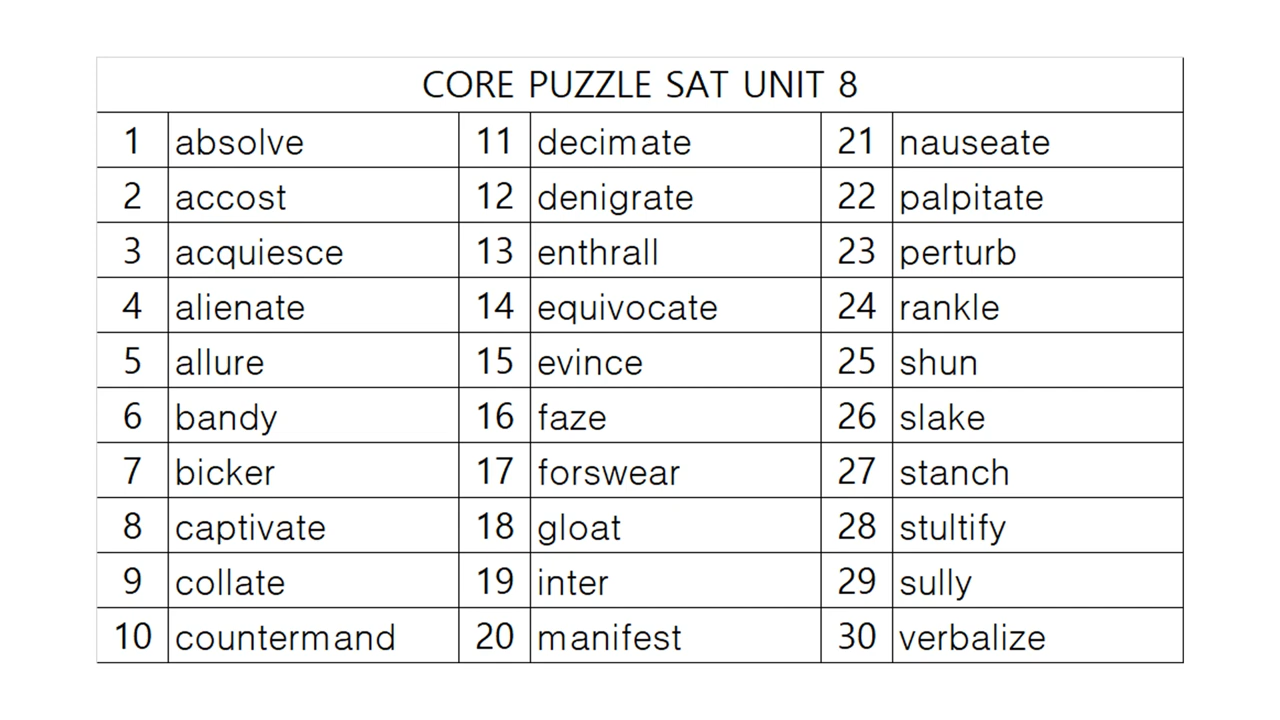 CORE PUZZLE SAT UNIT 8
1 absolve 11 decimate 21 nauseate
2 accost 12 denigrate 22 palpitate
3 acquiesce 13 enthrall 23 perturb
4 alienate 14 equivocate 24 rankle
5 allure 15 evince 25 shun
6 bandy 16 faze 26 slake
7 bicker 17 forswear 27 stanch
8 captivate 18 gloat 28 stultify
9 collate 19 inter 29 sully
10 countermand 20 manifest 30 verbalize